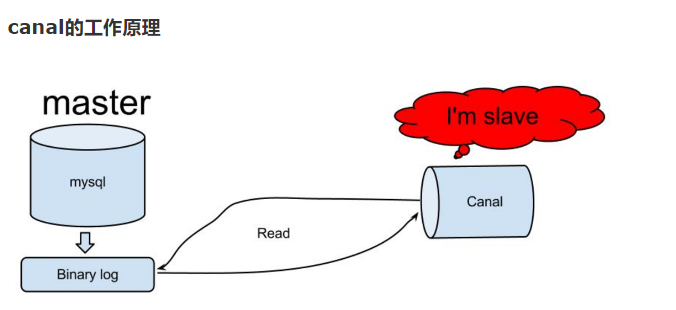 canal的工作原理
master
I'm slave
mysql
Canal
Read
Binary log